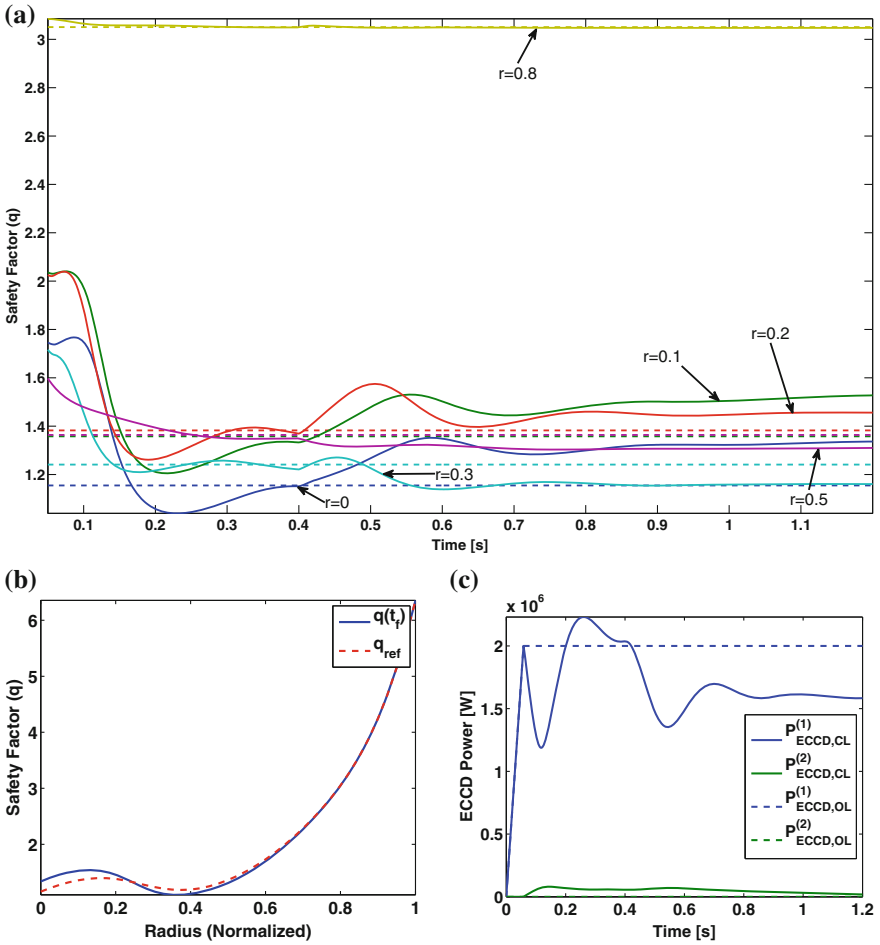 (a)
Safety Factor (q)
3
2.8
2.6
2.4
2.2
2
1.8
1.6
1.4
1.2
r=0.8
r=0.1
r=0.2
r=0.3
r=0
r=0.5
0.1 0.2 0.3 0.4 0.5 0.6 0.7 0.8 0.9 1 1.1
Time [s]
(b)
Safety Factor (q)
6
5
4
3
2
q(t_f)
q_ref
0 0.2 0.4 0.6 0.8 1
Radius (Normalized)
(c)
x 10^6
ECCD Power [W]
2
1.5
1
0.5
0
P^(1)_ECCD,CL
P^(2)_ECCD,CL
P^(1)_ECCD,OL
P^(2)_ECCD,OL
0 0.2 0.4 0.6 0.8 1 1.2
Time [s]